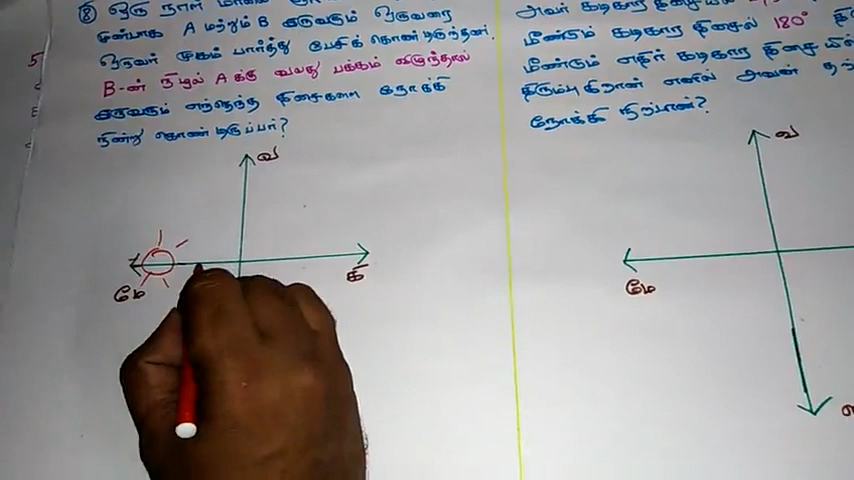 ⑧ ஒரு நாள் மாலை
முன்பாக A மற்றும் B இருவரும் ஒருவரை
ஒருவர் முகம் பார்த்து பேசிக் கொண்டிருந்தனர்.
B-ன் நிழல் A க்கு வலது பக்கம் விழுந்தால்
இருவரும் எந்தெந்த திசைகளை நோக்கி
நின்று கொண்டிருப்பர்?
வ
கி
மே
அவர் கடிகார திசையில்
மீண்டும் கடிகார திசையில் 180°
மீண்டும் எதிர் கடிகார திசையில்
திரும்புகிறான் எனில் அவன் தற்
நோக்கி நிற்பான்?
வ
மே